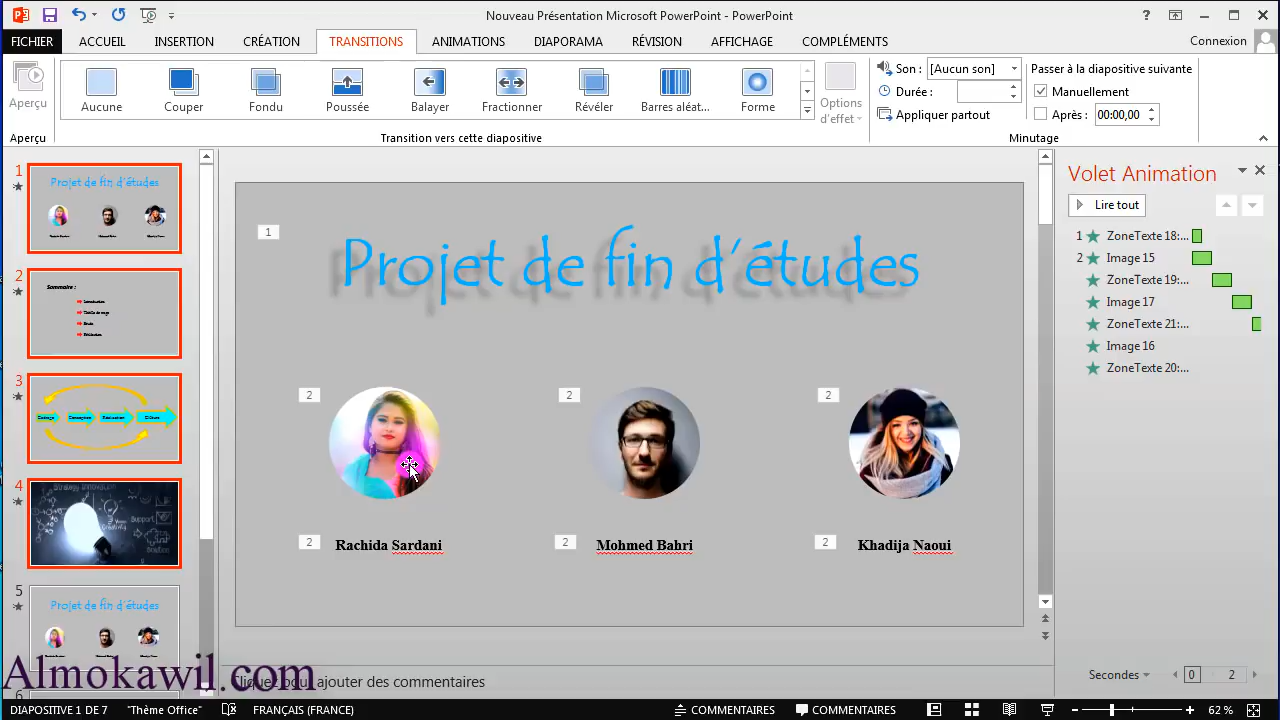 Nouveau Présentation Microsoft PowerPoint - PowerPoint
FICHIER ACCUEIL INSERTION CRÉATION TRANSITIONS ANIMATIONS DIAPORAMA RÉVISION AFFICHAGE COMPLÉMENTS Connexion
Aperçu
Aucune Couper Fondu Poussée Balayer Fractionner Révéler Barres aléat... Forme
Options d'effet
Son : [Aucun son]
Durée :
Appliquer partout
Passer à la diapositive suivante
Manuellement
Après : 00:00,00
Aperçu Transition vers cette diapositive Minutage
1
Projet de fin d'études
2
Sommaire :
3
4
5
Projet de fin d'études
6
1
Projet de fin d'études
2 2 2
2 Rachida Sardani 2 Mohmed Bahri 2 Khadija Naoui
Volet Animation
Lire tout
1 ZoneTexte 18:...
2 Image 15
ZoneTexte 19:...
Image 17
ZoneTexte 21:...
Image 16
ZoneTexte 20:...
Secondes 0 2
Almokawil.com
Cliquez pour ajouter des commentaires
DIAPOSITIVE 1 DE 7 "Thème Office" FRANÇAIS (FRANCE) COMMENTAIRES COMMENTAIRES 62 %